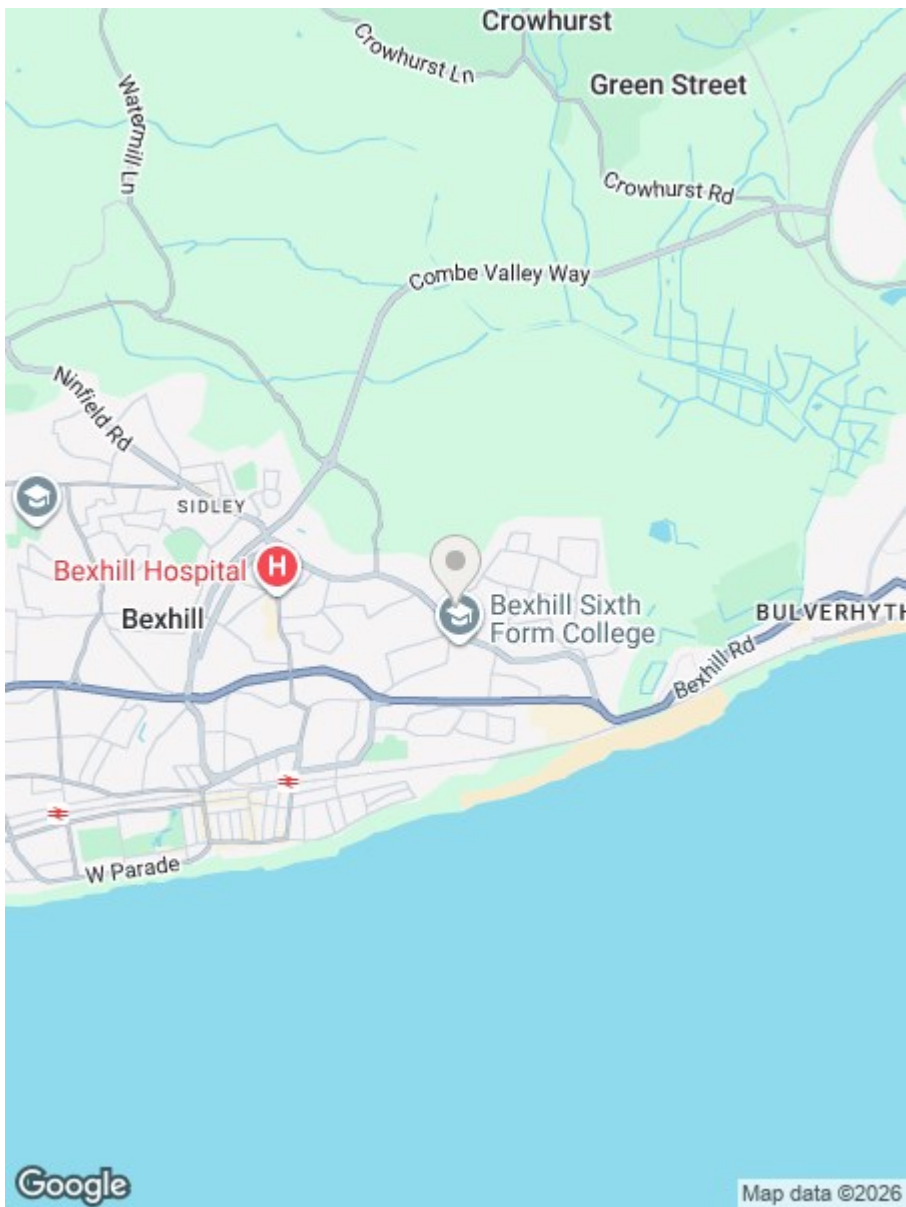 Crowhurst
Crowhurst Ln
Green Street
Watermill Ln
Crowhurst Rd
Combe Valley Way
Ninfield Rd
SIDLEY
H
Bexhill Hospital
Bexhill
Bexhill Sixth
Form College
BULVERHYTH
Bexhill Rd
W Parade
Google
Map data ©2026